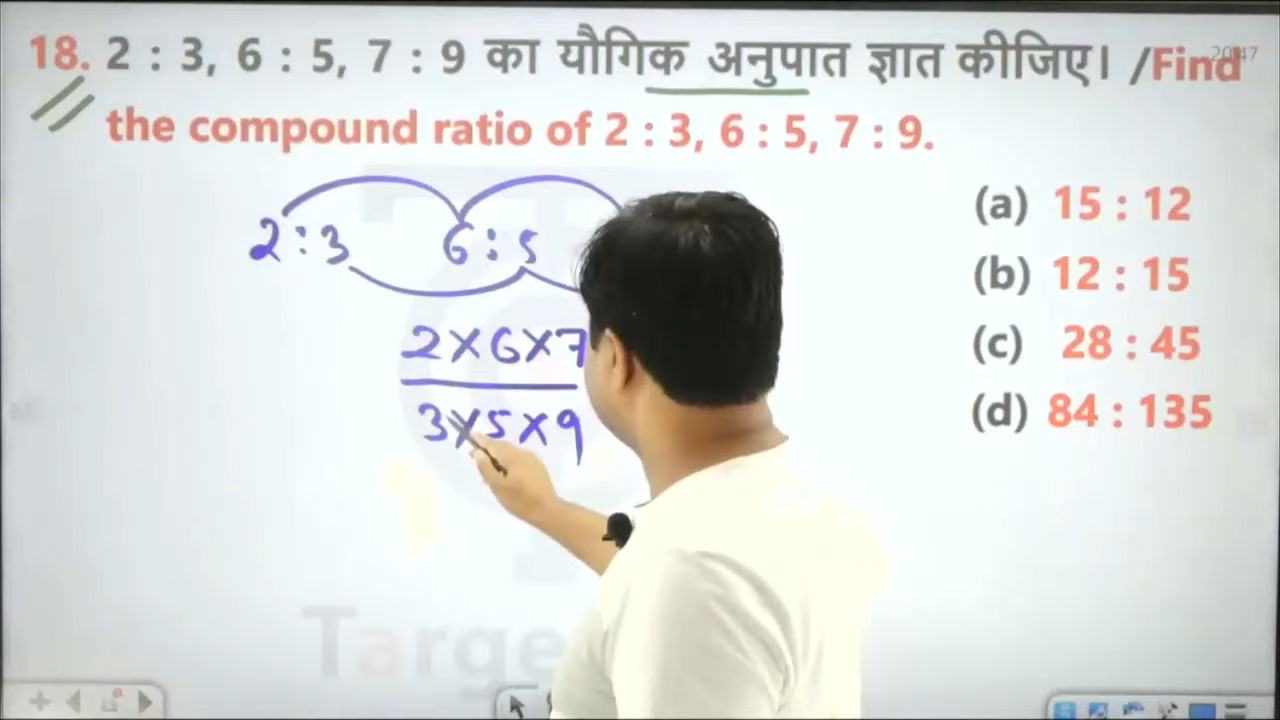 18. 2 : 3, 6 : 5, 7 : 9 का यौगिक अनुपात ज्ञात कीजिए। /Find
the compound ratio of 2 : 3, 6 : 5, 7 : 9.
2 : 3 6 : 5
2×6×7
3×5×9
(a) 15 : 12
(b) 12 : 15
(c) 28 : 45
(d) 84 : 135
Targe